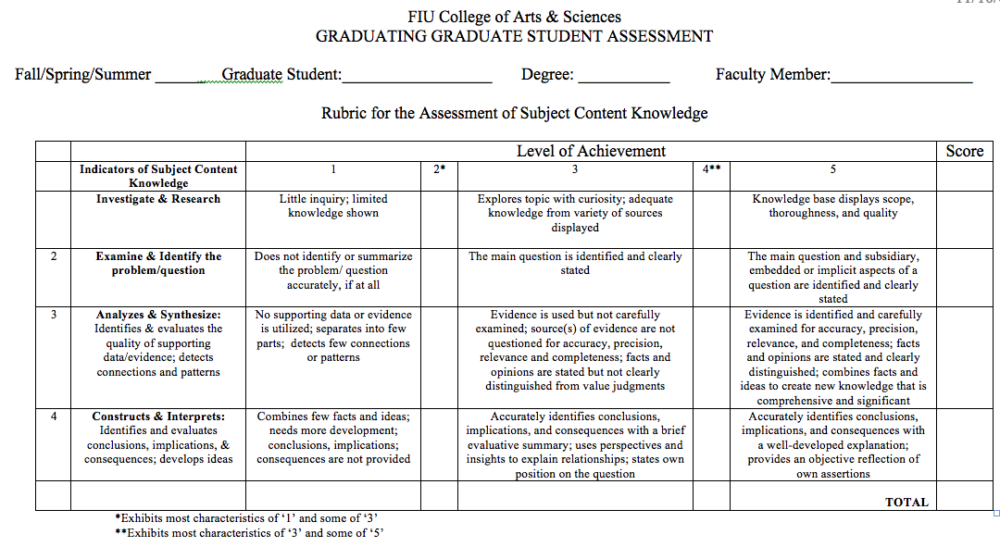 FIU College of Arts & Sciences
GRADUATING GRADUATE STUDENT ASSESSMENT
Fall/Spring/Summer ______ Graduate Student:__________________ Degree: ___________ Faculty Member:_________________
Rubric for the Assessment of Subject Content Knowledge
Level of Achievement Score
Indicators of Subject Content
Knowledge
1 2* 3 4** 5
Investigate & Research
Little inquiry; limited
knowledge shown
Explores topic with curiosity; adequate
knowledge from variety of sources
displayed
Knowledge base displays scope,
thoroughness, and quality
2
Examine & Identify the
problem/question
Does not identify or summarize
the problem/ question
accurately, if at all
The main question is identified and clearly
stated
The main question and subsidiary,
embedded or implicit aspects of a
question are identified and clearly
stated
3
Analyzes & Synthesize:
Identifies & evaluates the
quality of supporting
data/evidence; detects
connections and patterns
No supporting data or evidence
is utilized; separates into few
parts; detects few connections
or patterns
Evidence is used but not carefully
examined; source(s) of evidence are not
questioned for accuracy, precision,
relevance and completeness; facts and
opinions are stated but not clearly
distinguished from value judgments
Evidence is identified and carefully
examined for accuracy, precision,
relevance, and completeness; facts
and opinions are stated and clearly
distinguished; combines facts and
ideas to create new knowledge that is
comprehensive and significant
4
Constructs & Interprets:
Identifies and evaluates
conclusions, implications, &
consequences; develops ideas
Combines few facts and ideas;
needs more development;
conclusions, implications;
consequences are not provided
Accurately identifies conclusions,
implications, and consequences with a brief
evaluative summary; uses perspectives and
insights to explain relationships; states own
position on the question
Accurately identifies conclusions,
implications, and consequences with
a well-developed explanation;
provides an objective reflection of
own assertions
TOTAL
*Exhibits most characteristics of ‘1’ and some of ‘3’
**Exhibits most characteristics of ‘3’ and some of ‘5’